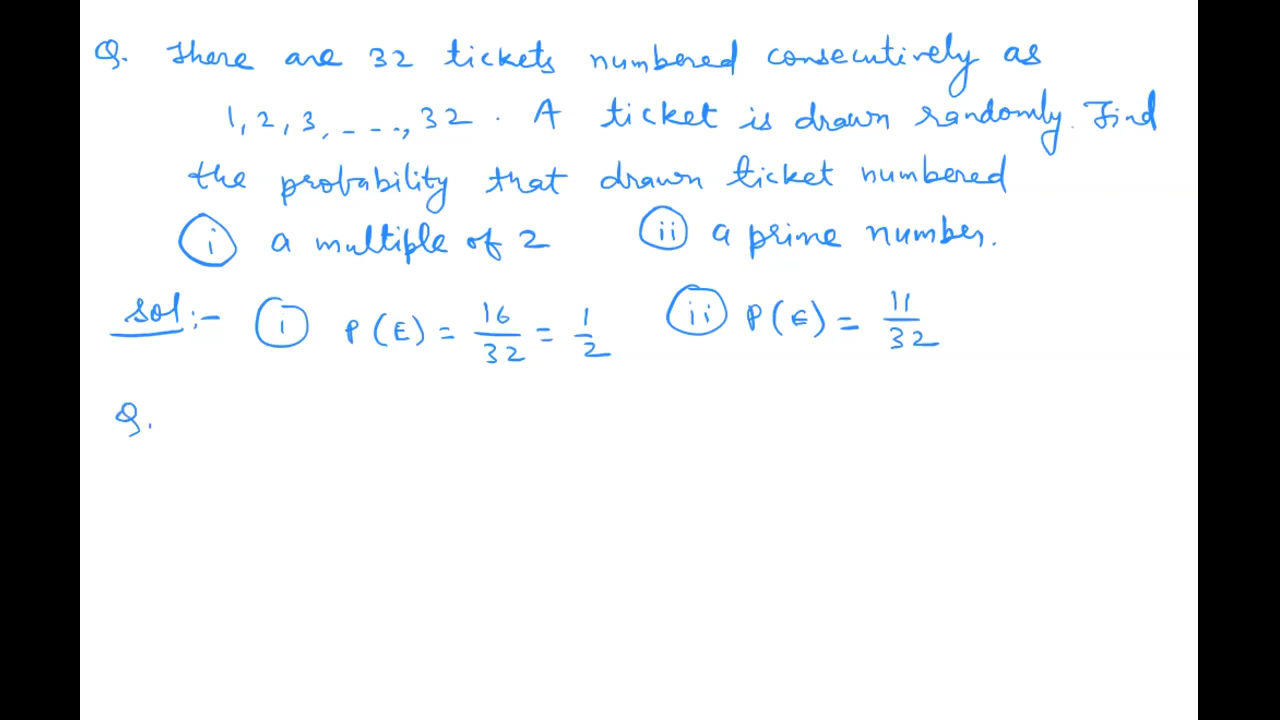 Q. There are 32 tickets numbered consecutively as
1, 2, 3, ----, 32. A ticket is drawn randomly. Find
the probability that drawn ticket numbered
(i) a multiple of 2 (ii) a prime number.
Sol:- (i) P(E) = 16/32 = 1/2 (ii) P(E) = 11/32
Q.